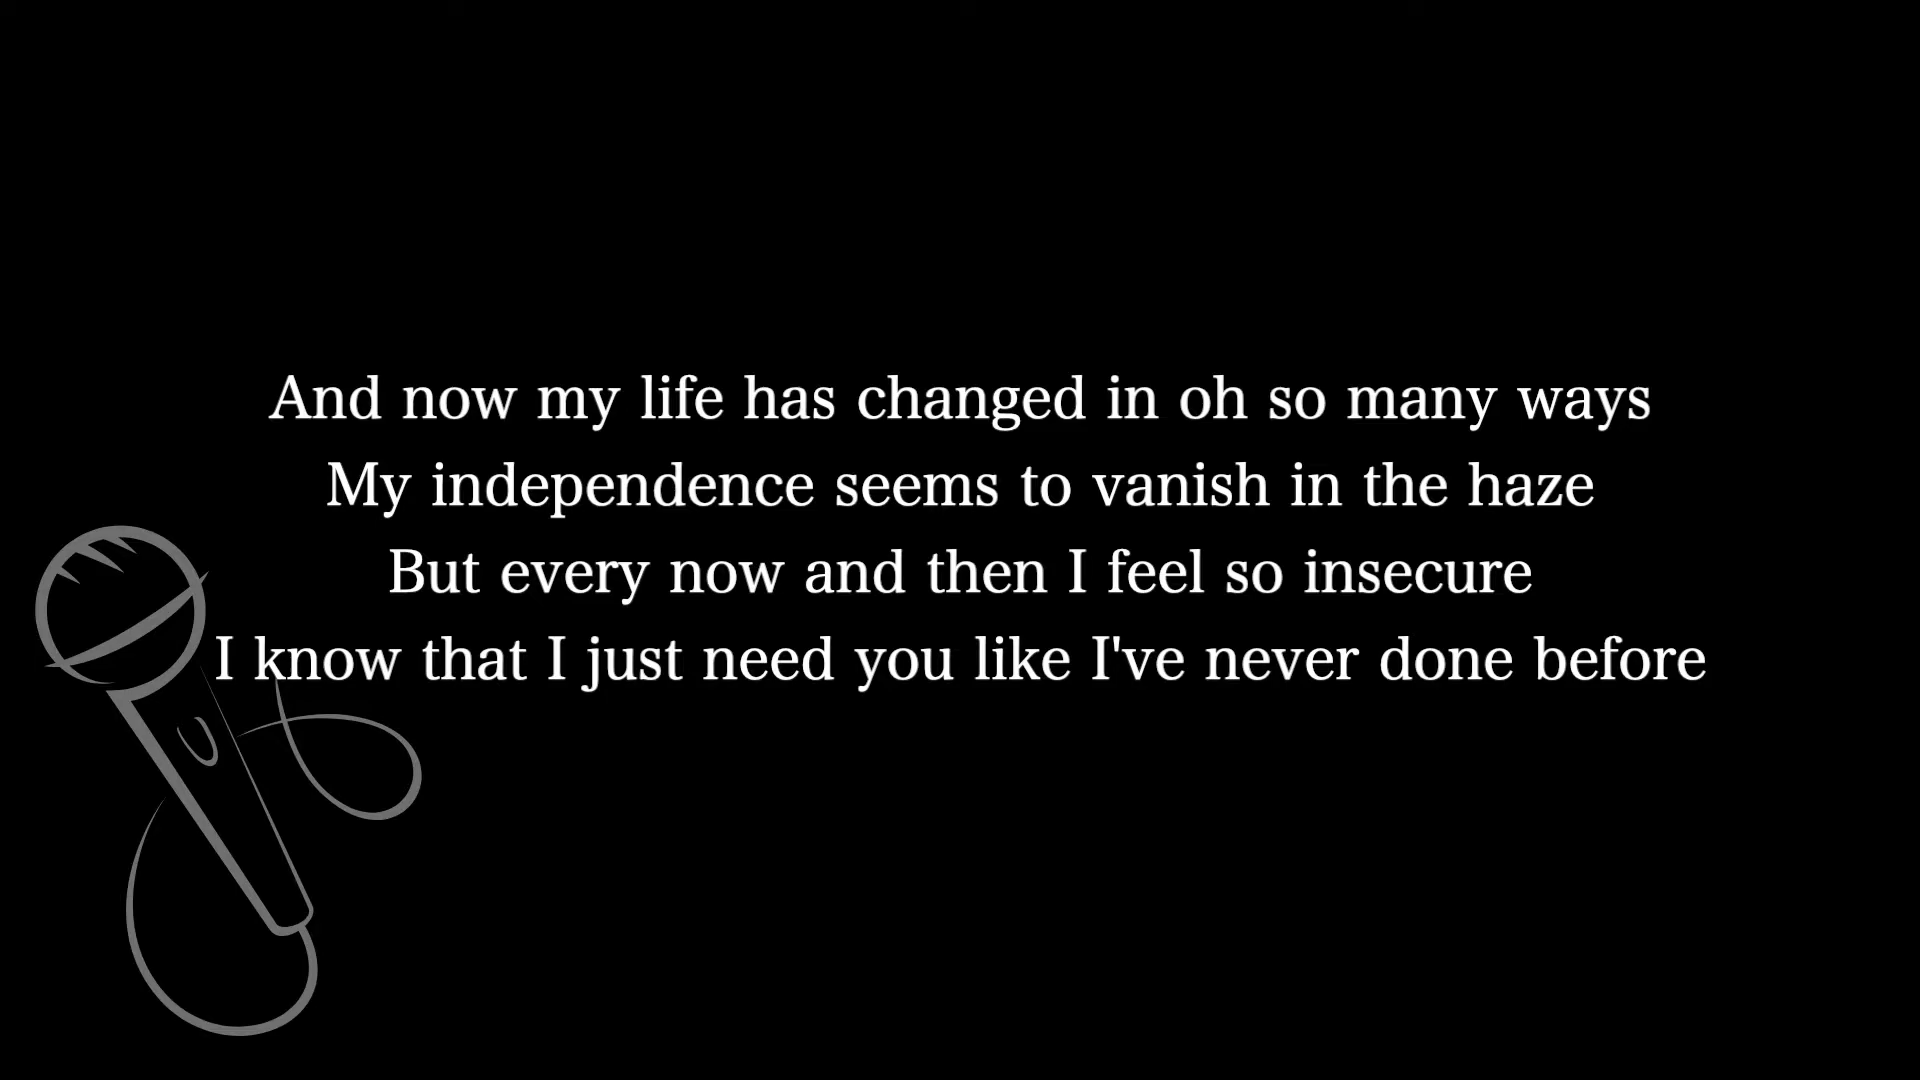 And now my life has changed in oh so many ways
My independence seems to vanish in the haze
But every now and then I feel so insecure
I know that I just need you like I've never done before